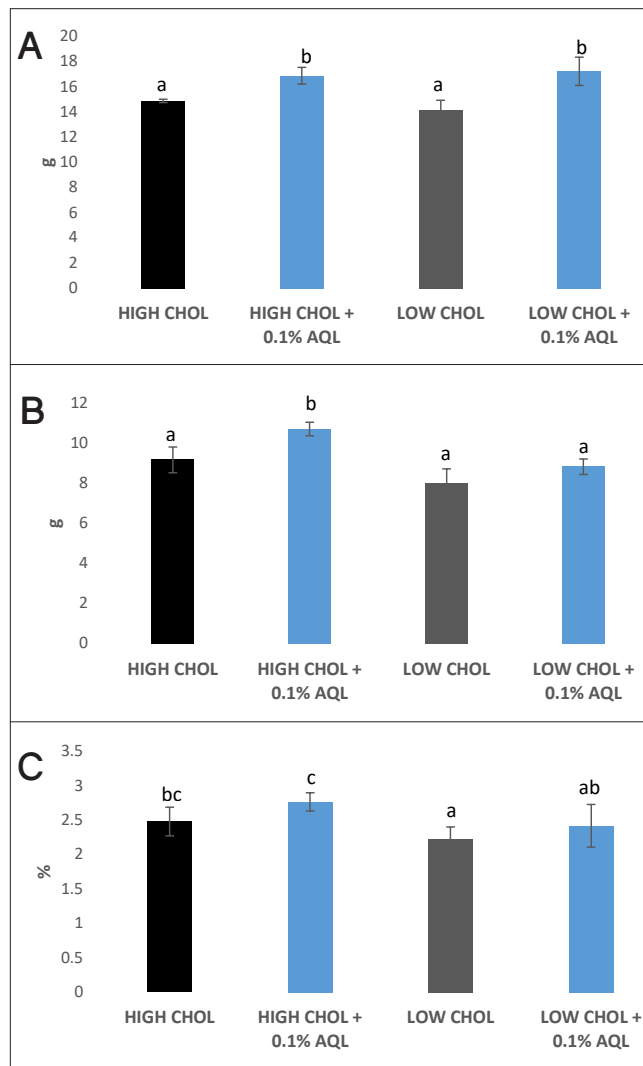 A
20
18
16
14
12
10
8
6
4
2
0
g
a
b
a
b
HIGH CHOL
HIGH CHOL +
0.1% AQL
LOW CHOL
LOW CHOL +
0.1% AQL
B
12
10
8
6
4
2
0
g
a
b
a
a
HIGH CHOL
HIGH CHOL +
0.1% AQL
LOW CHOL
LOW CHOL +
0.1% AQL
C
3.5
3
2.5
2
1.5
1
0.5
0
%
bc
c
a
ab
HIGH CHOL
HIGH CHOL +
0.1% AQL
LOW CHOL
LOW CHOL +
0.1% AQL